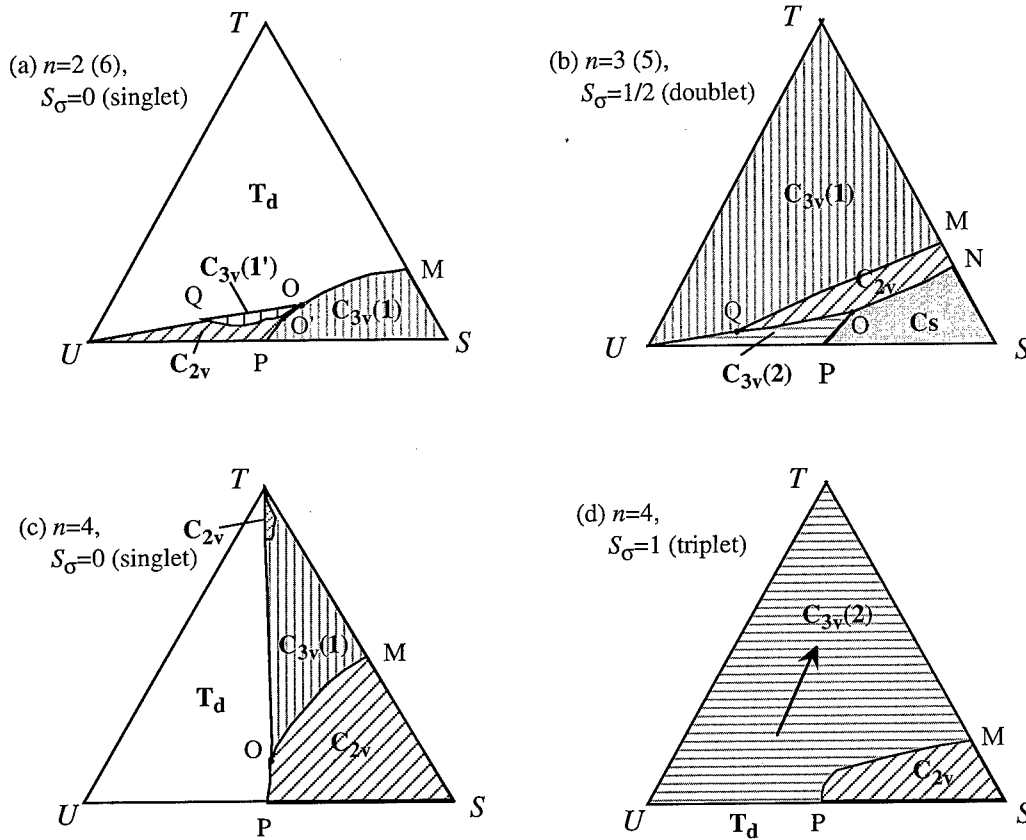 T
(a) n=2 (6),
Sσ=0 (singlet)
Td
C3v(1')
Q
O
M
C3v(1)
O'
U
C2v
P
S
T
(b) n=3 (5),
Sσ=1/2 (doublet)
C3v(1)
M
N
C2v
Q
O
Cs
U
C3v(2)
P
S
T
(c) n=4,
Sσ=0 (singlet)
C2v
C3v(1)
M
Td
O
C2v
U
P
S
T
(d) n=4,
Sσ=1 (triplet)
C3v(2)
M
C2v
U
Td
P
S